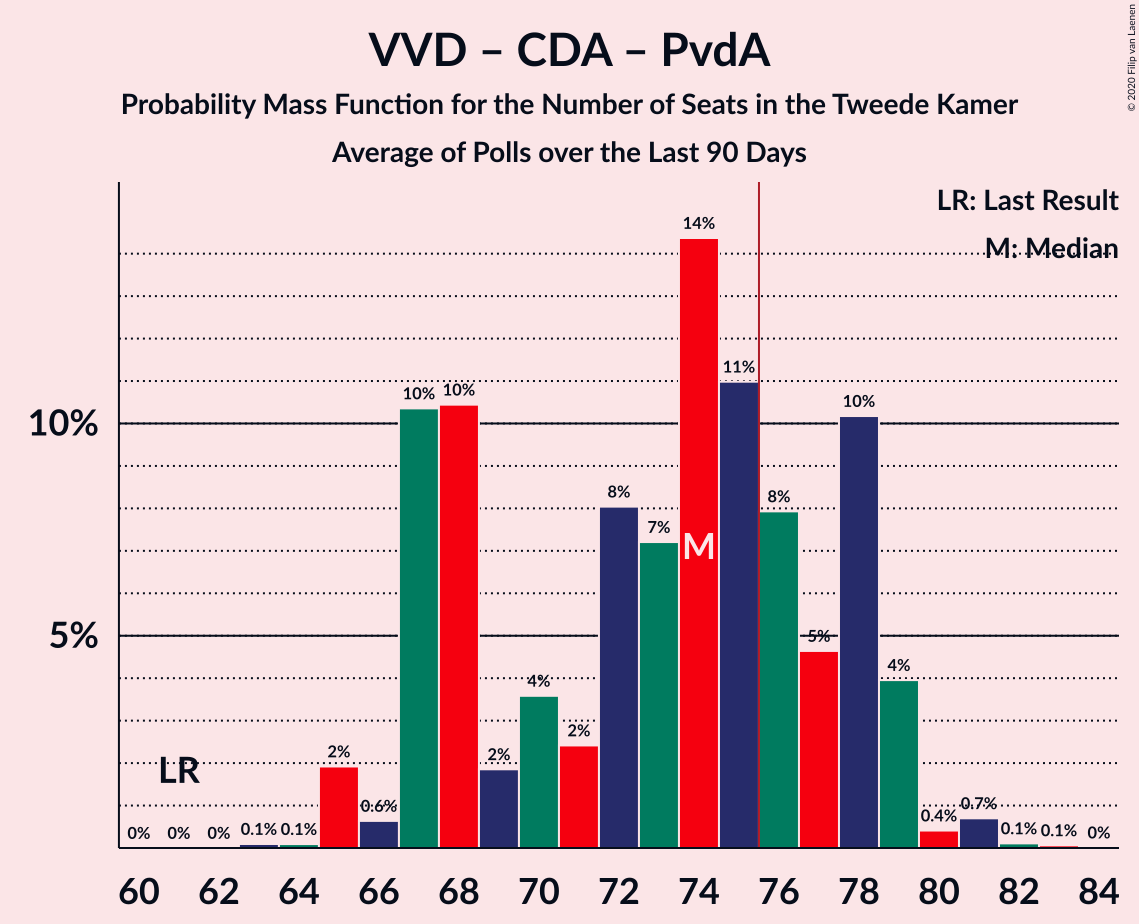 VVD – CDA – PvdA
Probability Mass Function for the Number of Seats in the Tweede Kamer
Average of Polls over the Last 90 Days
© 2020 Filip van Laenen
LR: Last Result
M: Median
10%
5%
0% 0% 0% 0.1% 0.1% 2% 0.6% 10% 10% 2% 4% 2% 8% 7% 14% 11% 8% 5% 10% 4% 0.4% 0.7% 0.1% 0.1% 0%
LR
M
60 62 64 66 68 70 72 74 76 78 80 82 84